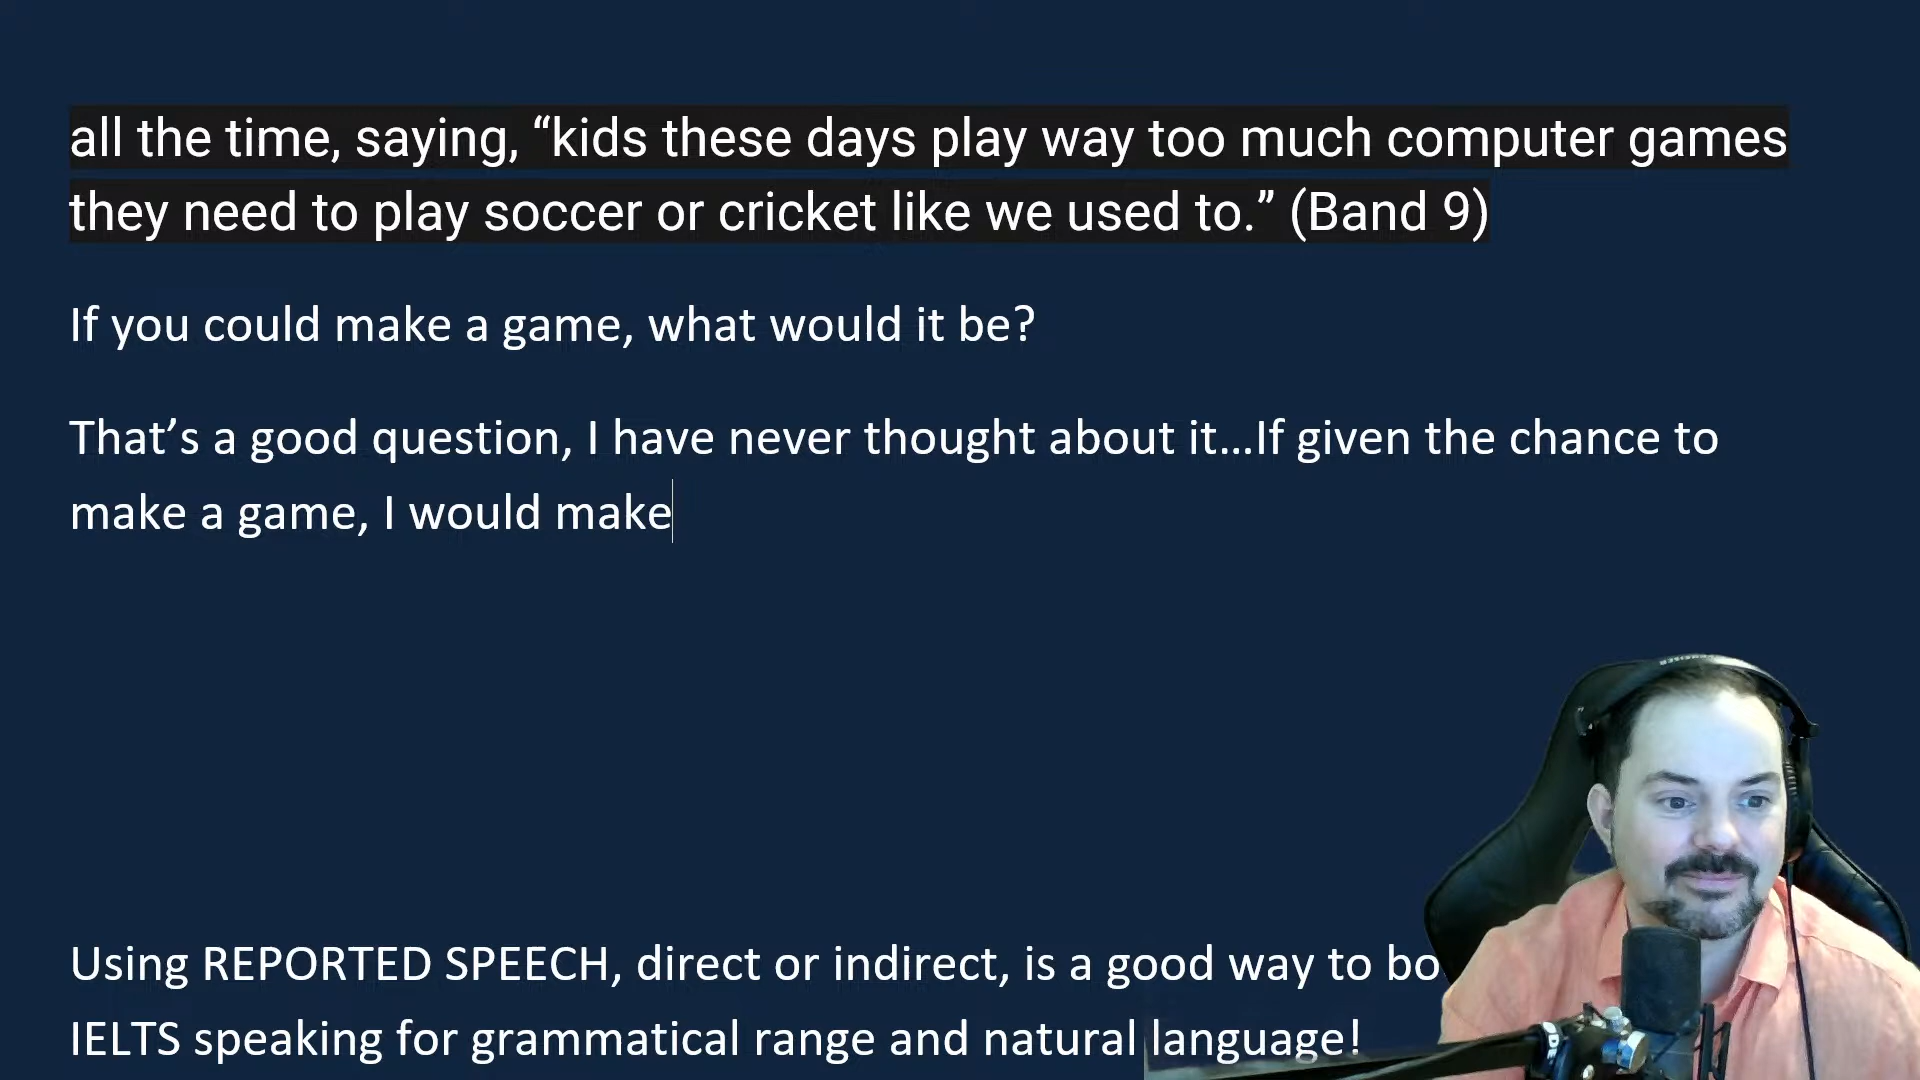 all the time, saying, “kids these days play way too much computer games
they need to play soccer or cricket like we used to.” (Band 9)
If you could make a game, what would it be?
That’s a good question, I have never thought about it…If given the chance to
make a game, I would make
Using REPORTED SPEECH, direct or indirect, is a good way to bo
IELTS speaking for grammatical range and natural language!